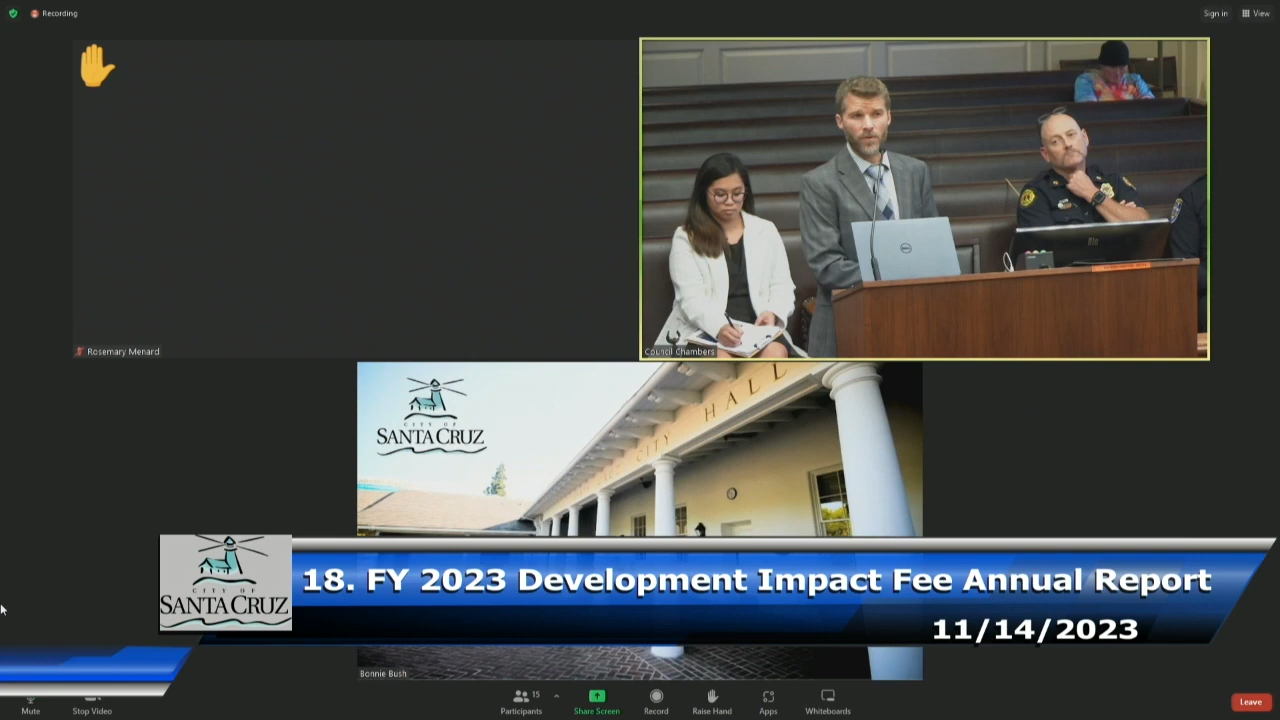 Recording
Sign in
View
Rosemary Menard
Council Chambers
DELL
CITY OF
SANTA CRUZ
CITY HALL
CITY OF
SANTA CRUZ
18. FY 2023 Development Impact Fee Annual Report
11/14/2023
Bonnie Bush
Mute
Stop Video
Participants
15
Share Screen
Record
Raise Hand
Apps
Whiteboards
Leave